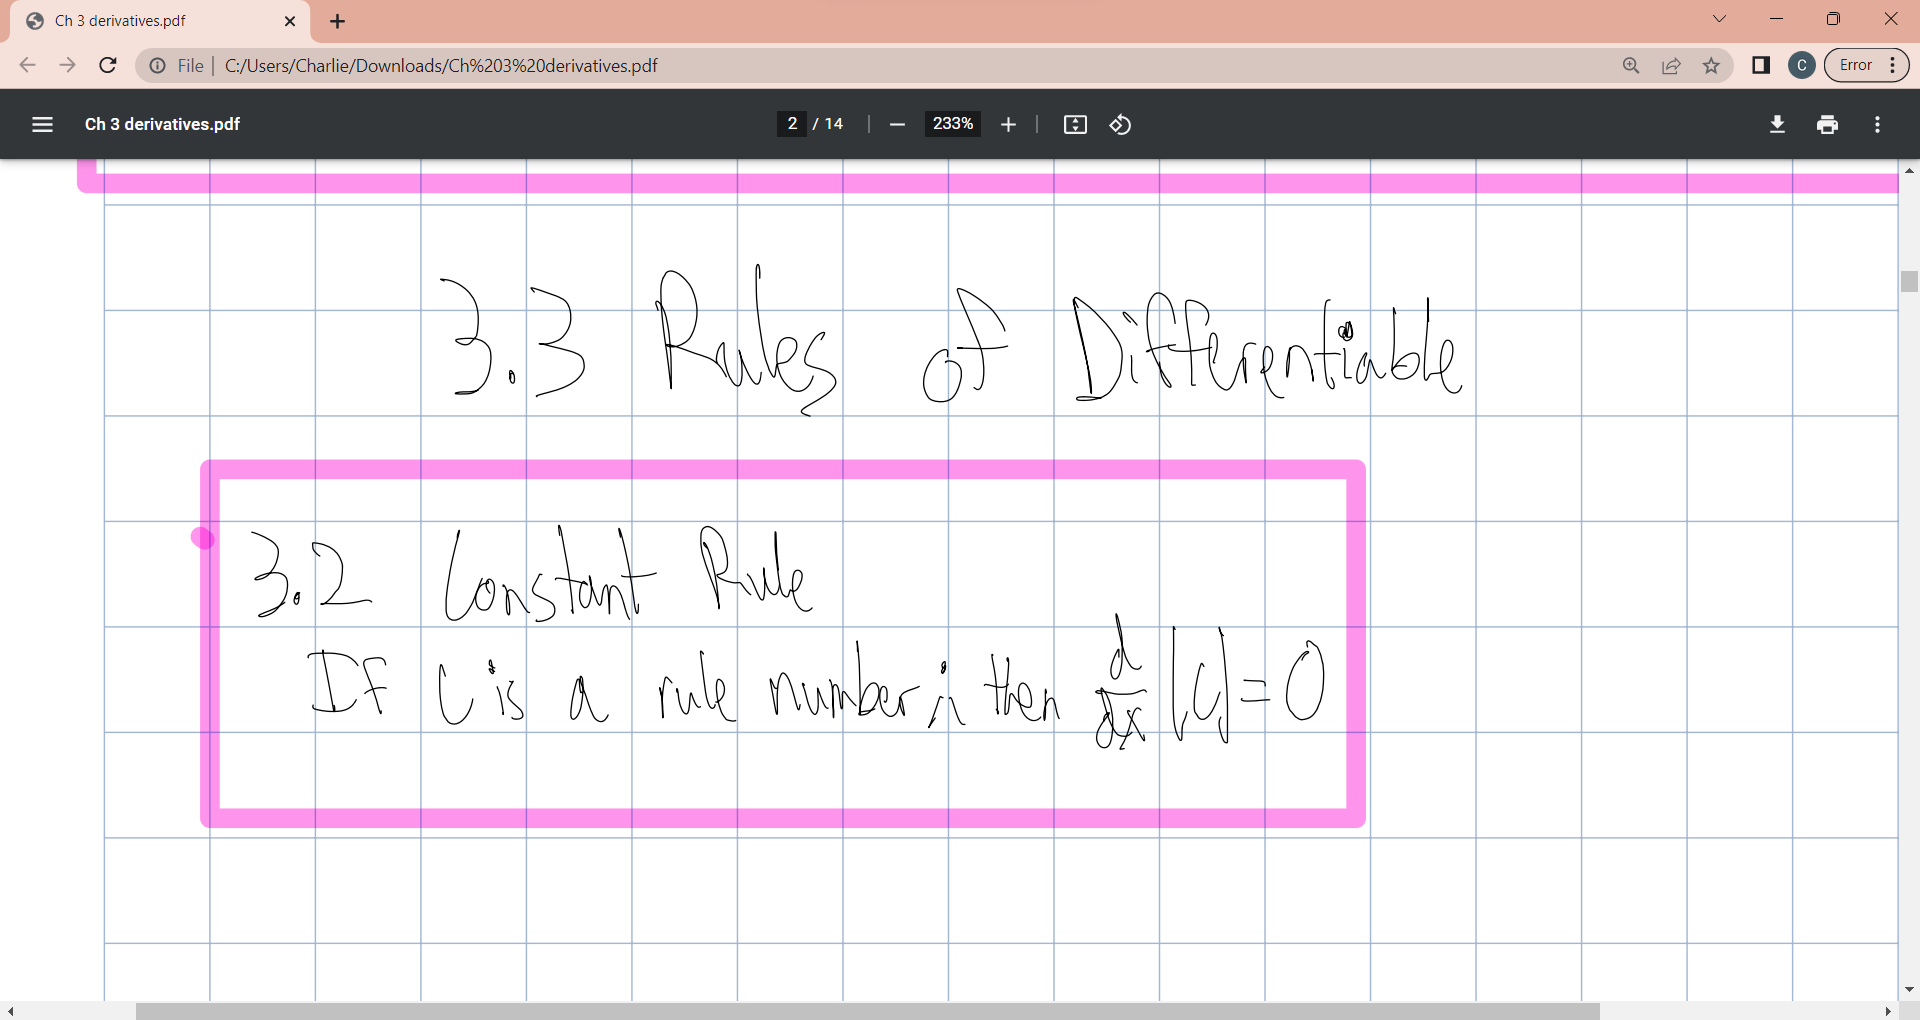 Ch 3 derivatives.pdf
File | C:/Users/Charlie/Downloads/Ch%203%20derivatives.pdf
C
Error
Ch 3 derivatives.pdf
2 / 14
233%
3.3 Rules of Differentiable
3.2 Constant Rule
If C is a rule number, then d/dx [C] = 0